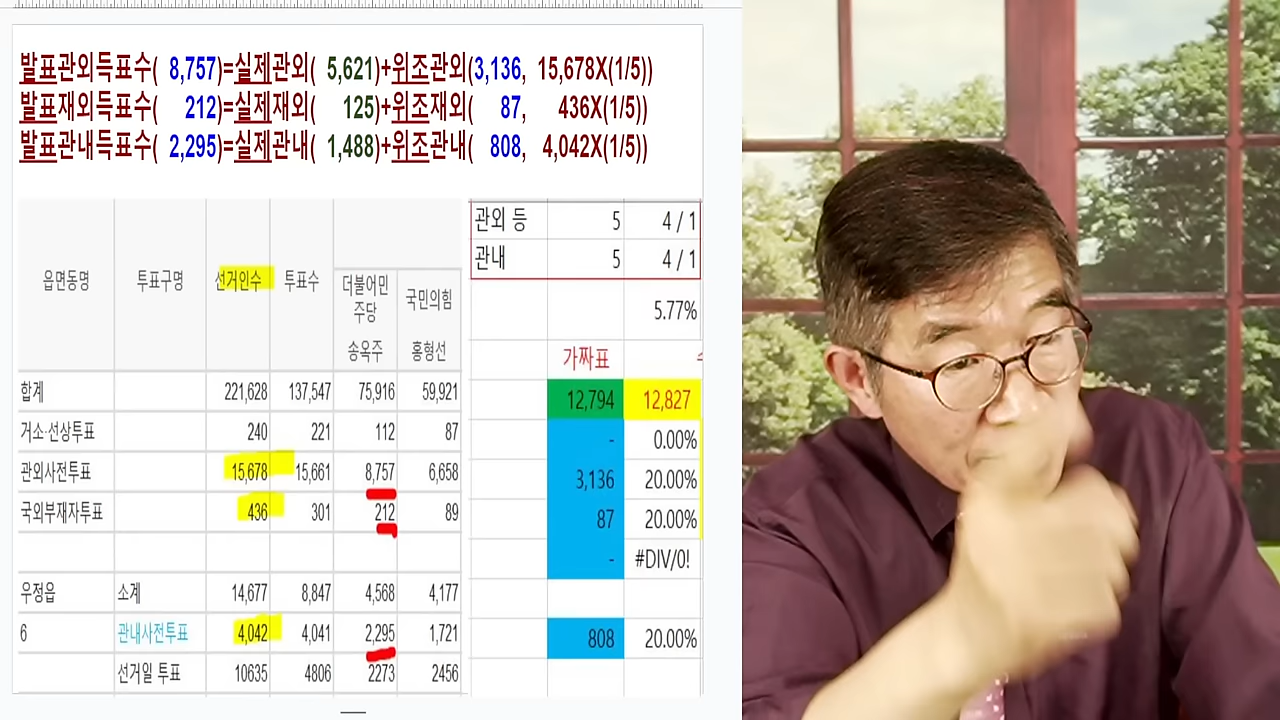 발표관외득표수( 8,757)=실제관외( 5,621)+위조관외(3,136, 15,678X(1/5))
발표재외득표수( 212)=실제재외( 125)+위조재외( 87, 436X(1/5))
발표관내득표수( 2,295)=실제관내( 1,488)+위조관내( 808, 4,042X(1/5))
읍면동명 투표구명 선거인수 투표수 더불어민주당 송옥주 국민의힘 홍형선
합계 221,628 137,547 75,916 59,921
거소·선상투표 240 221 112 87
관외사전투표 15,678 15,661 8,757 6,658
국외부재자투표 436 301 212 89
우정읍 소계 14,677 8,847 4,568 4,177
6 관내사전투표 4,042 4,041 2,295 1,721
선거일 투표 10635 4806 2273 2456
관외 등 5 4 / 1
관내 5 4 / 1
5.77%
가짜표
12,794 12,827
- 0.00%
3,136 20.00%
87 20.00%
- #DIV/0!
808 20.00%